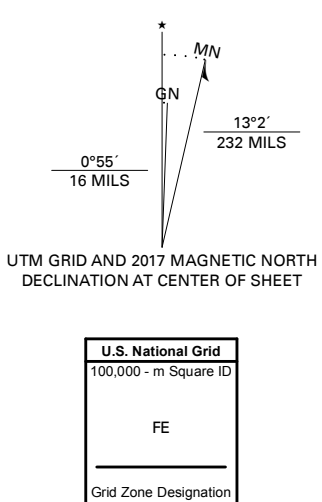 ★
MN
GN
13°2´
232 MILS
0°55´
16 MILS
UTM GRID AND 2017 MAGNETIC NORTH
DECLINATION AT CENTER OF SHEET
U.S. National Grid
100,000 - m Square ID
FE
Grid Zone Designation